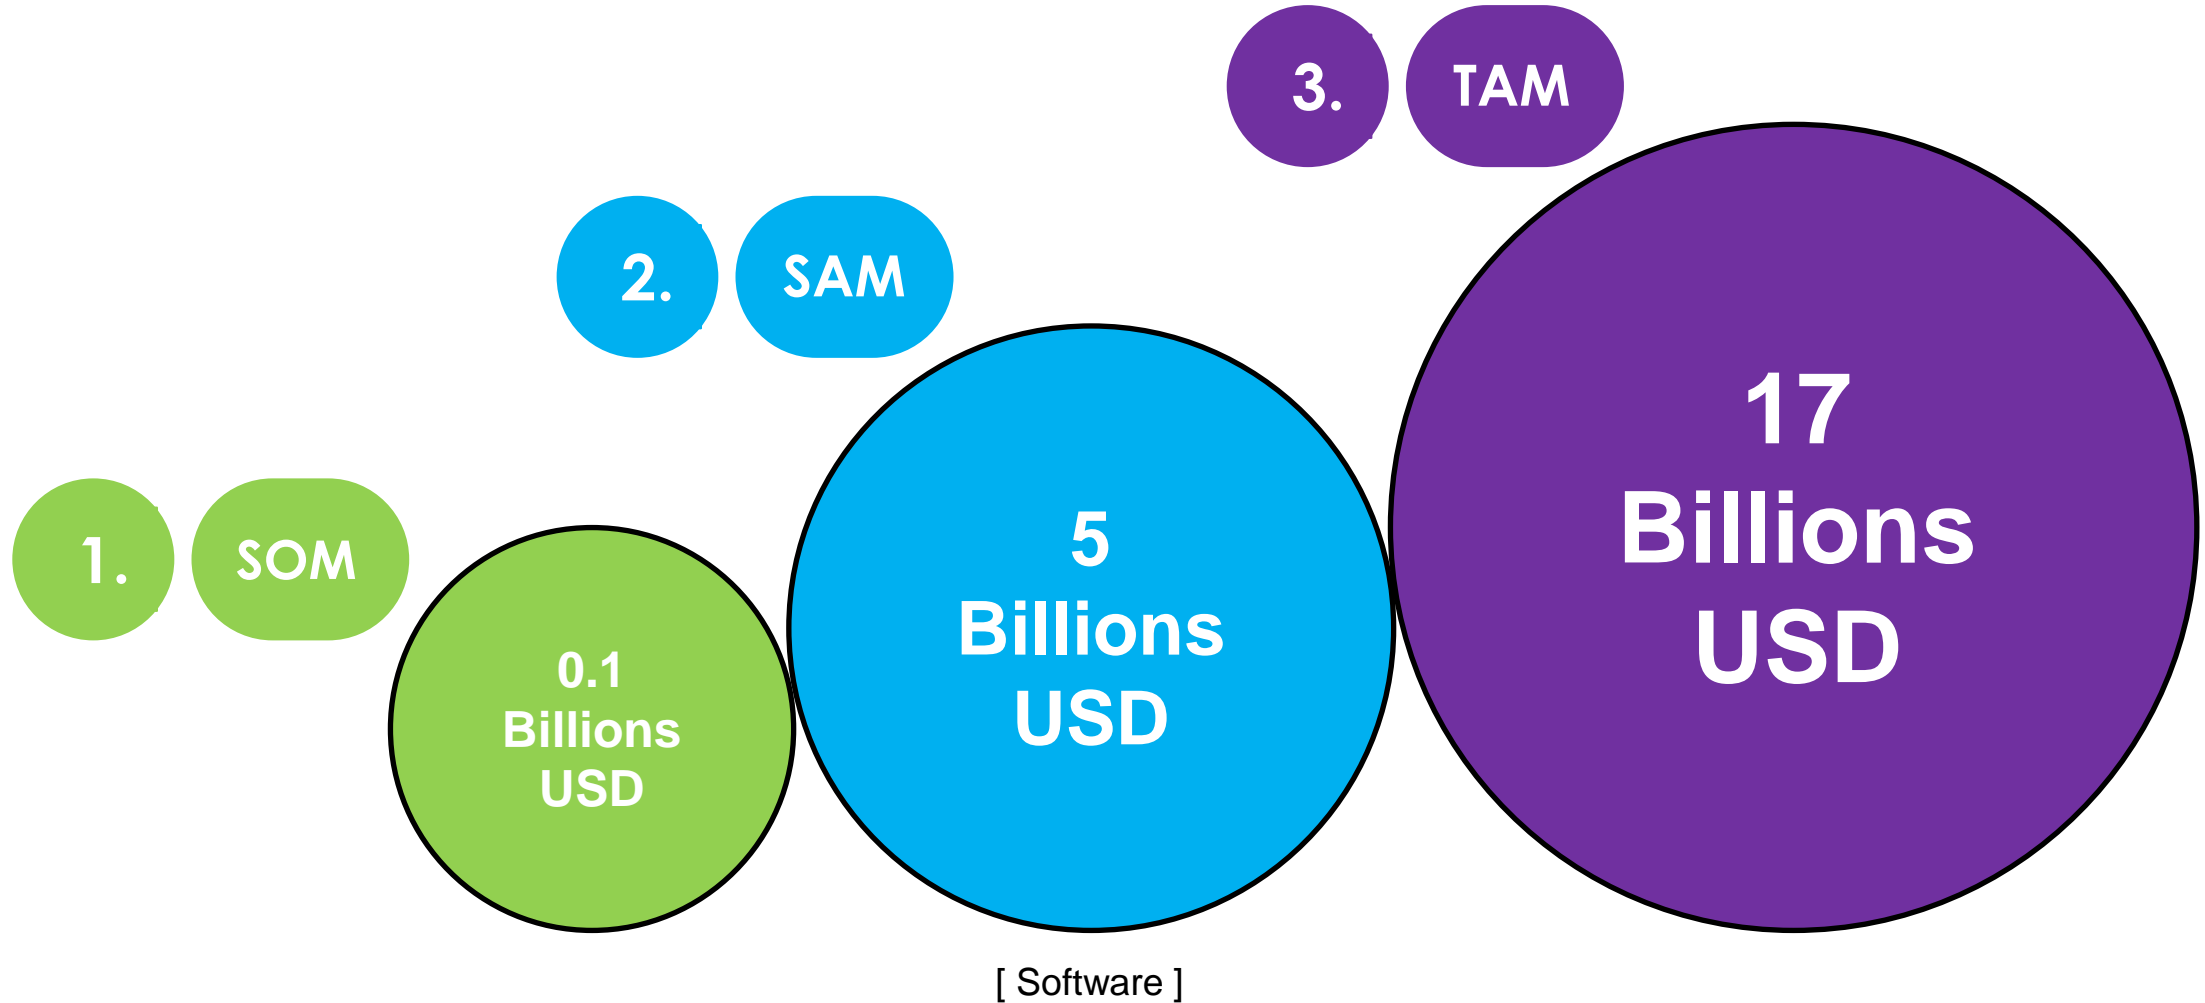 1. SOM
0.1
Billions
USD
2. SAM
5
Billions
USD
3. TAM
17
Billions
USD
[ Software ]